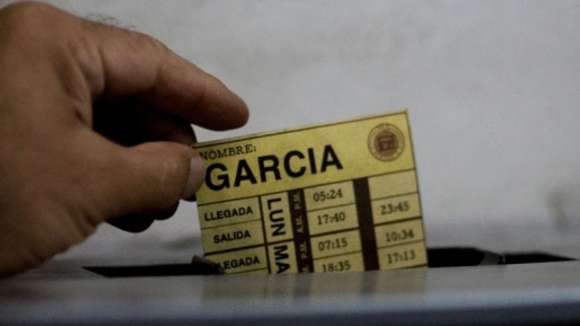 NOMBRE:
GARCIA
LLEGADA LUN A.M. P.M. 05:24
SALIDA 17:40 23:45
LLEGADA MA A.M. P.M. 07:15 10:34
18:35 17:13